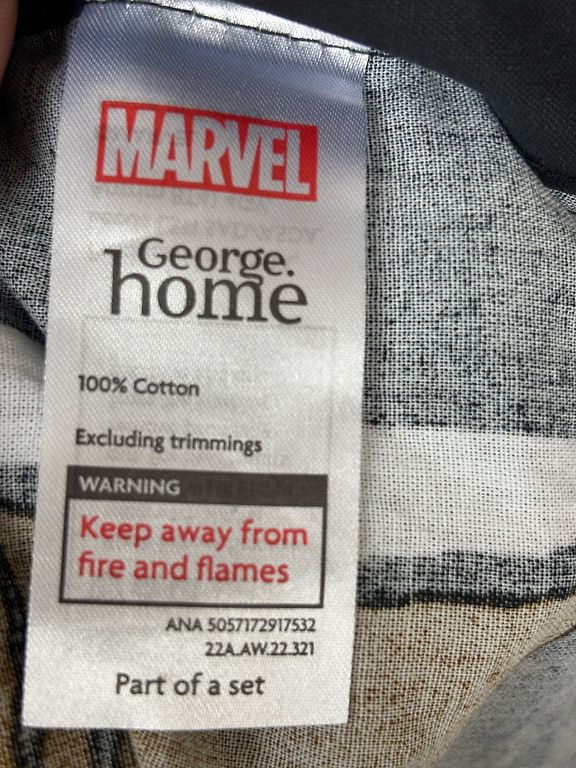 MARVEL
George.
home
100% Cotton
Excluding trimmings
WARNING
Keep away from
fire and flames
ANA 5057172917532
22A.AW.22.321
Part of a set